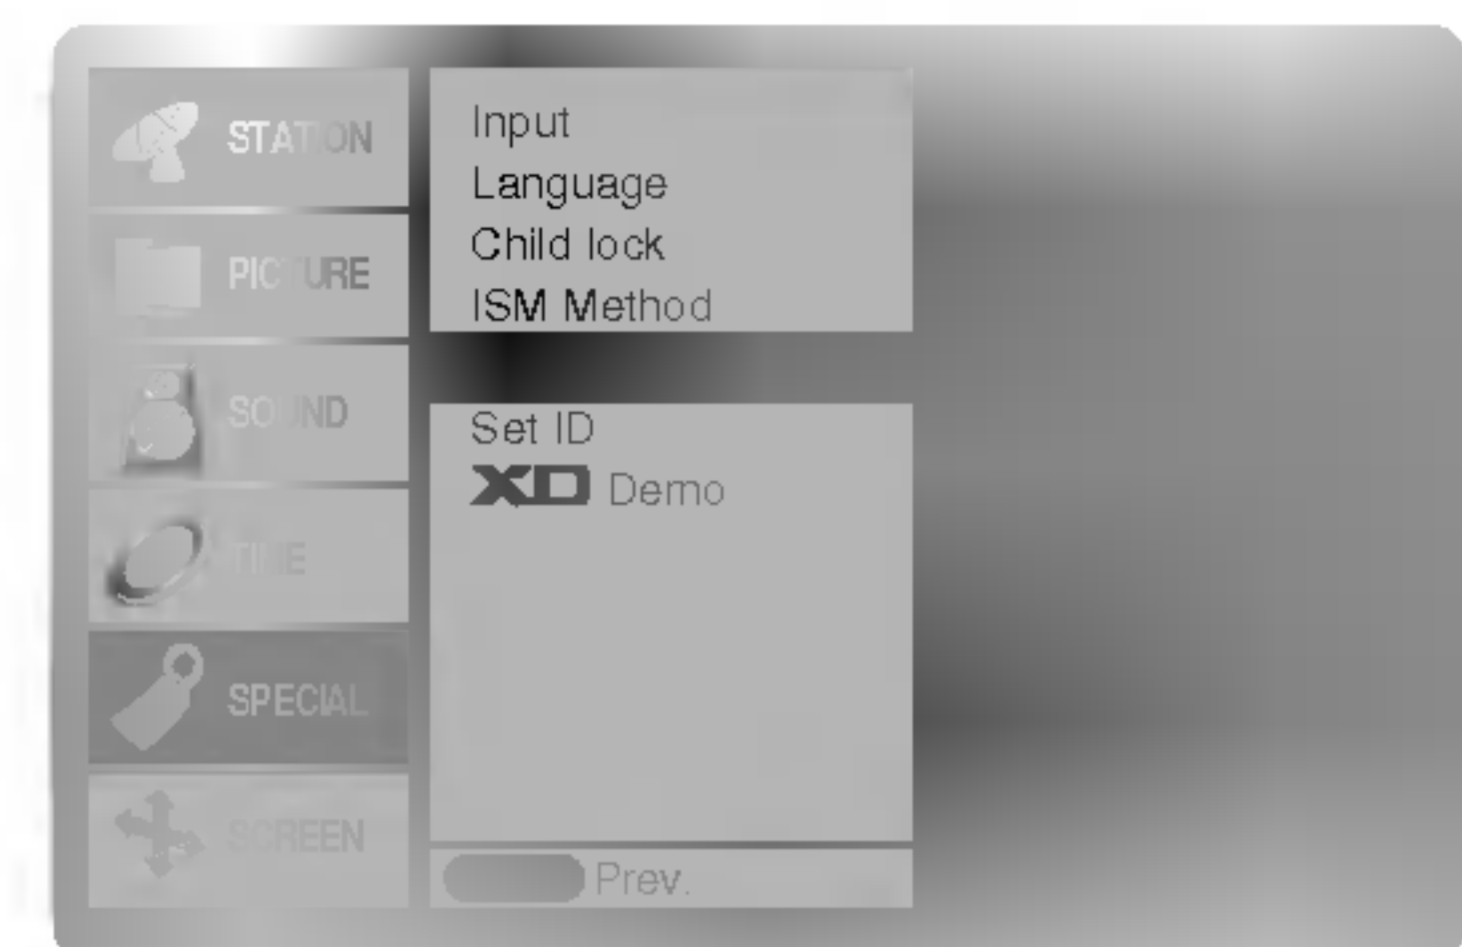 STATION
PICTURE
SOUND
TIME
SPECIAL
SCREEN
Input
Language
Child lock
ISM Method
Set ID
XD Demo
Prev.